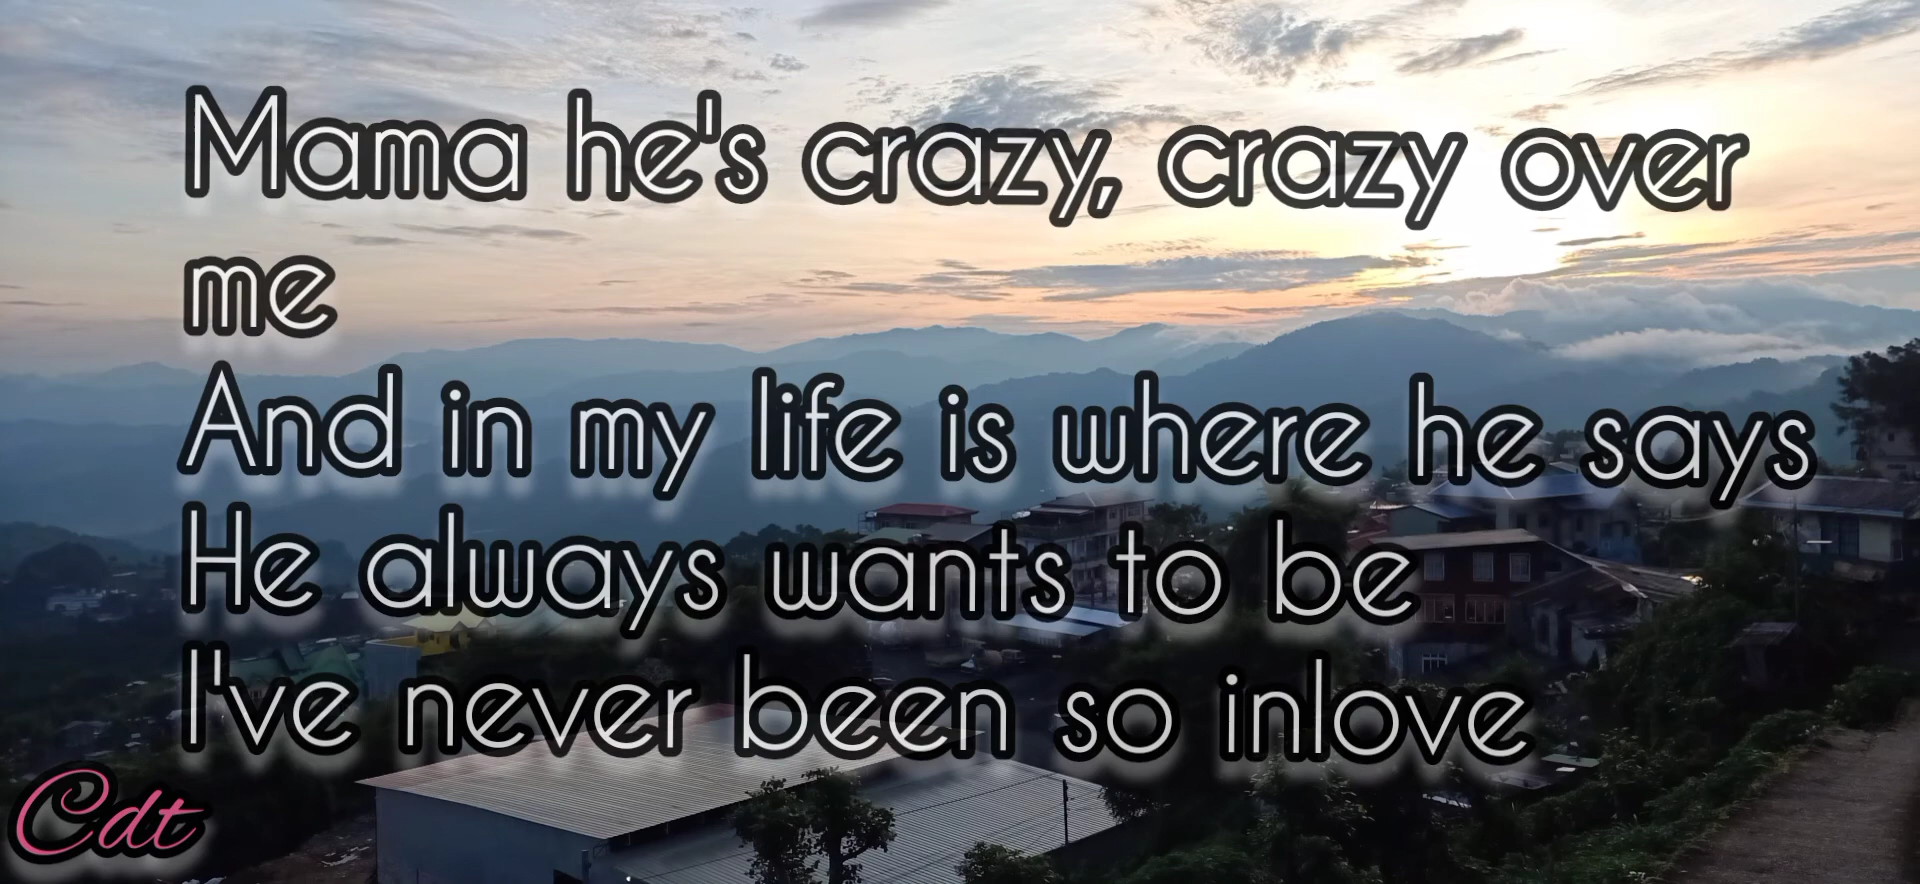 Mama he's crazy, crazy over
me
And in my life is where he says
He always wants to be
I've never been so inlove
Cdt